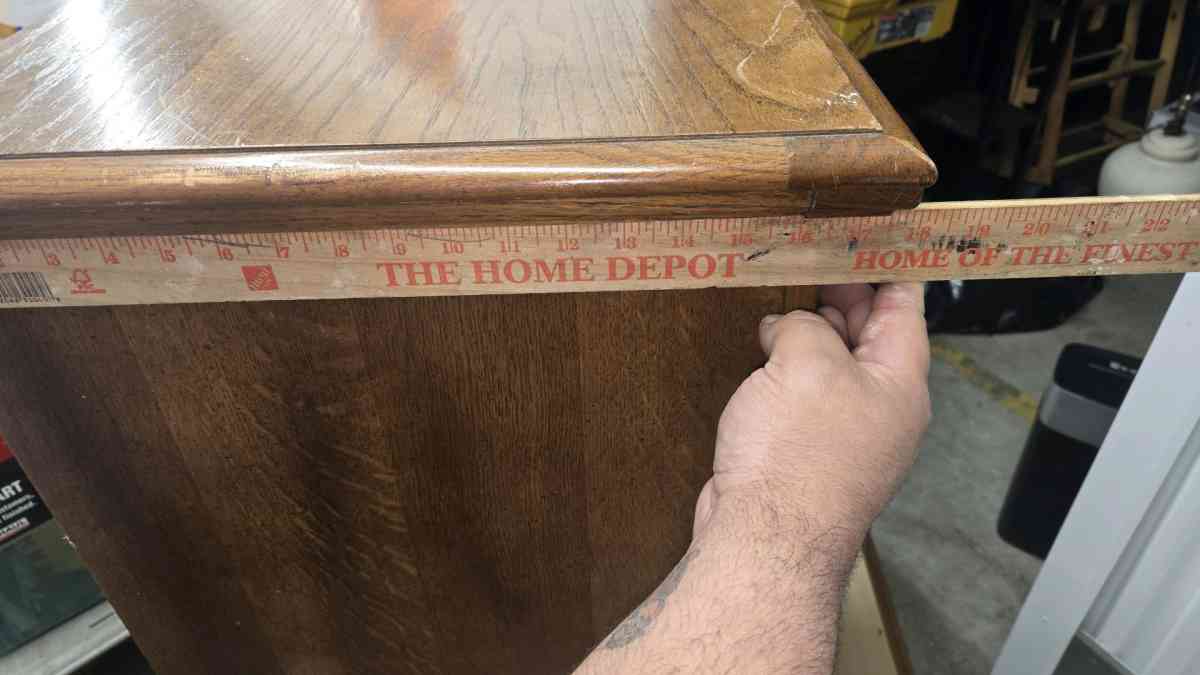 3 4 5 6 7 8 9 10 11 12 13 14 15 16 17 18 19 20 21 22
THE HOME DEPOT HOME OF THE FINEST
ART